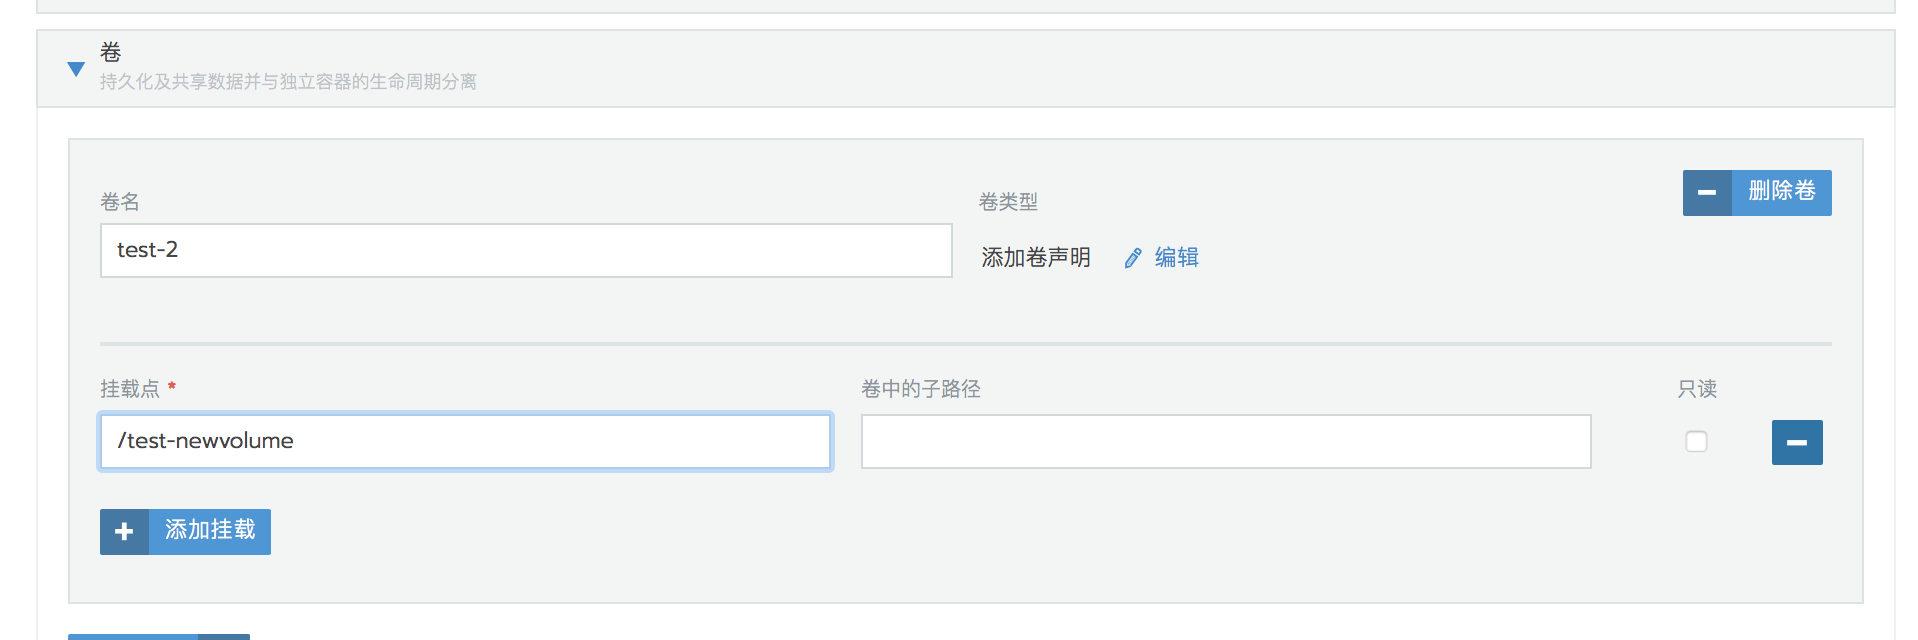 卷
持久化及共享数据并与独立容器的生命周期分离
卷名
卷类型
删除卷
test-2
添加卷声明 编辑
挂载点 *
卷中的子路径
只读
/test-newvolume
添加挂载